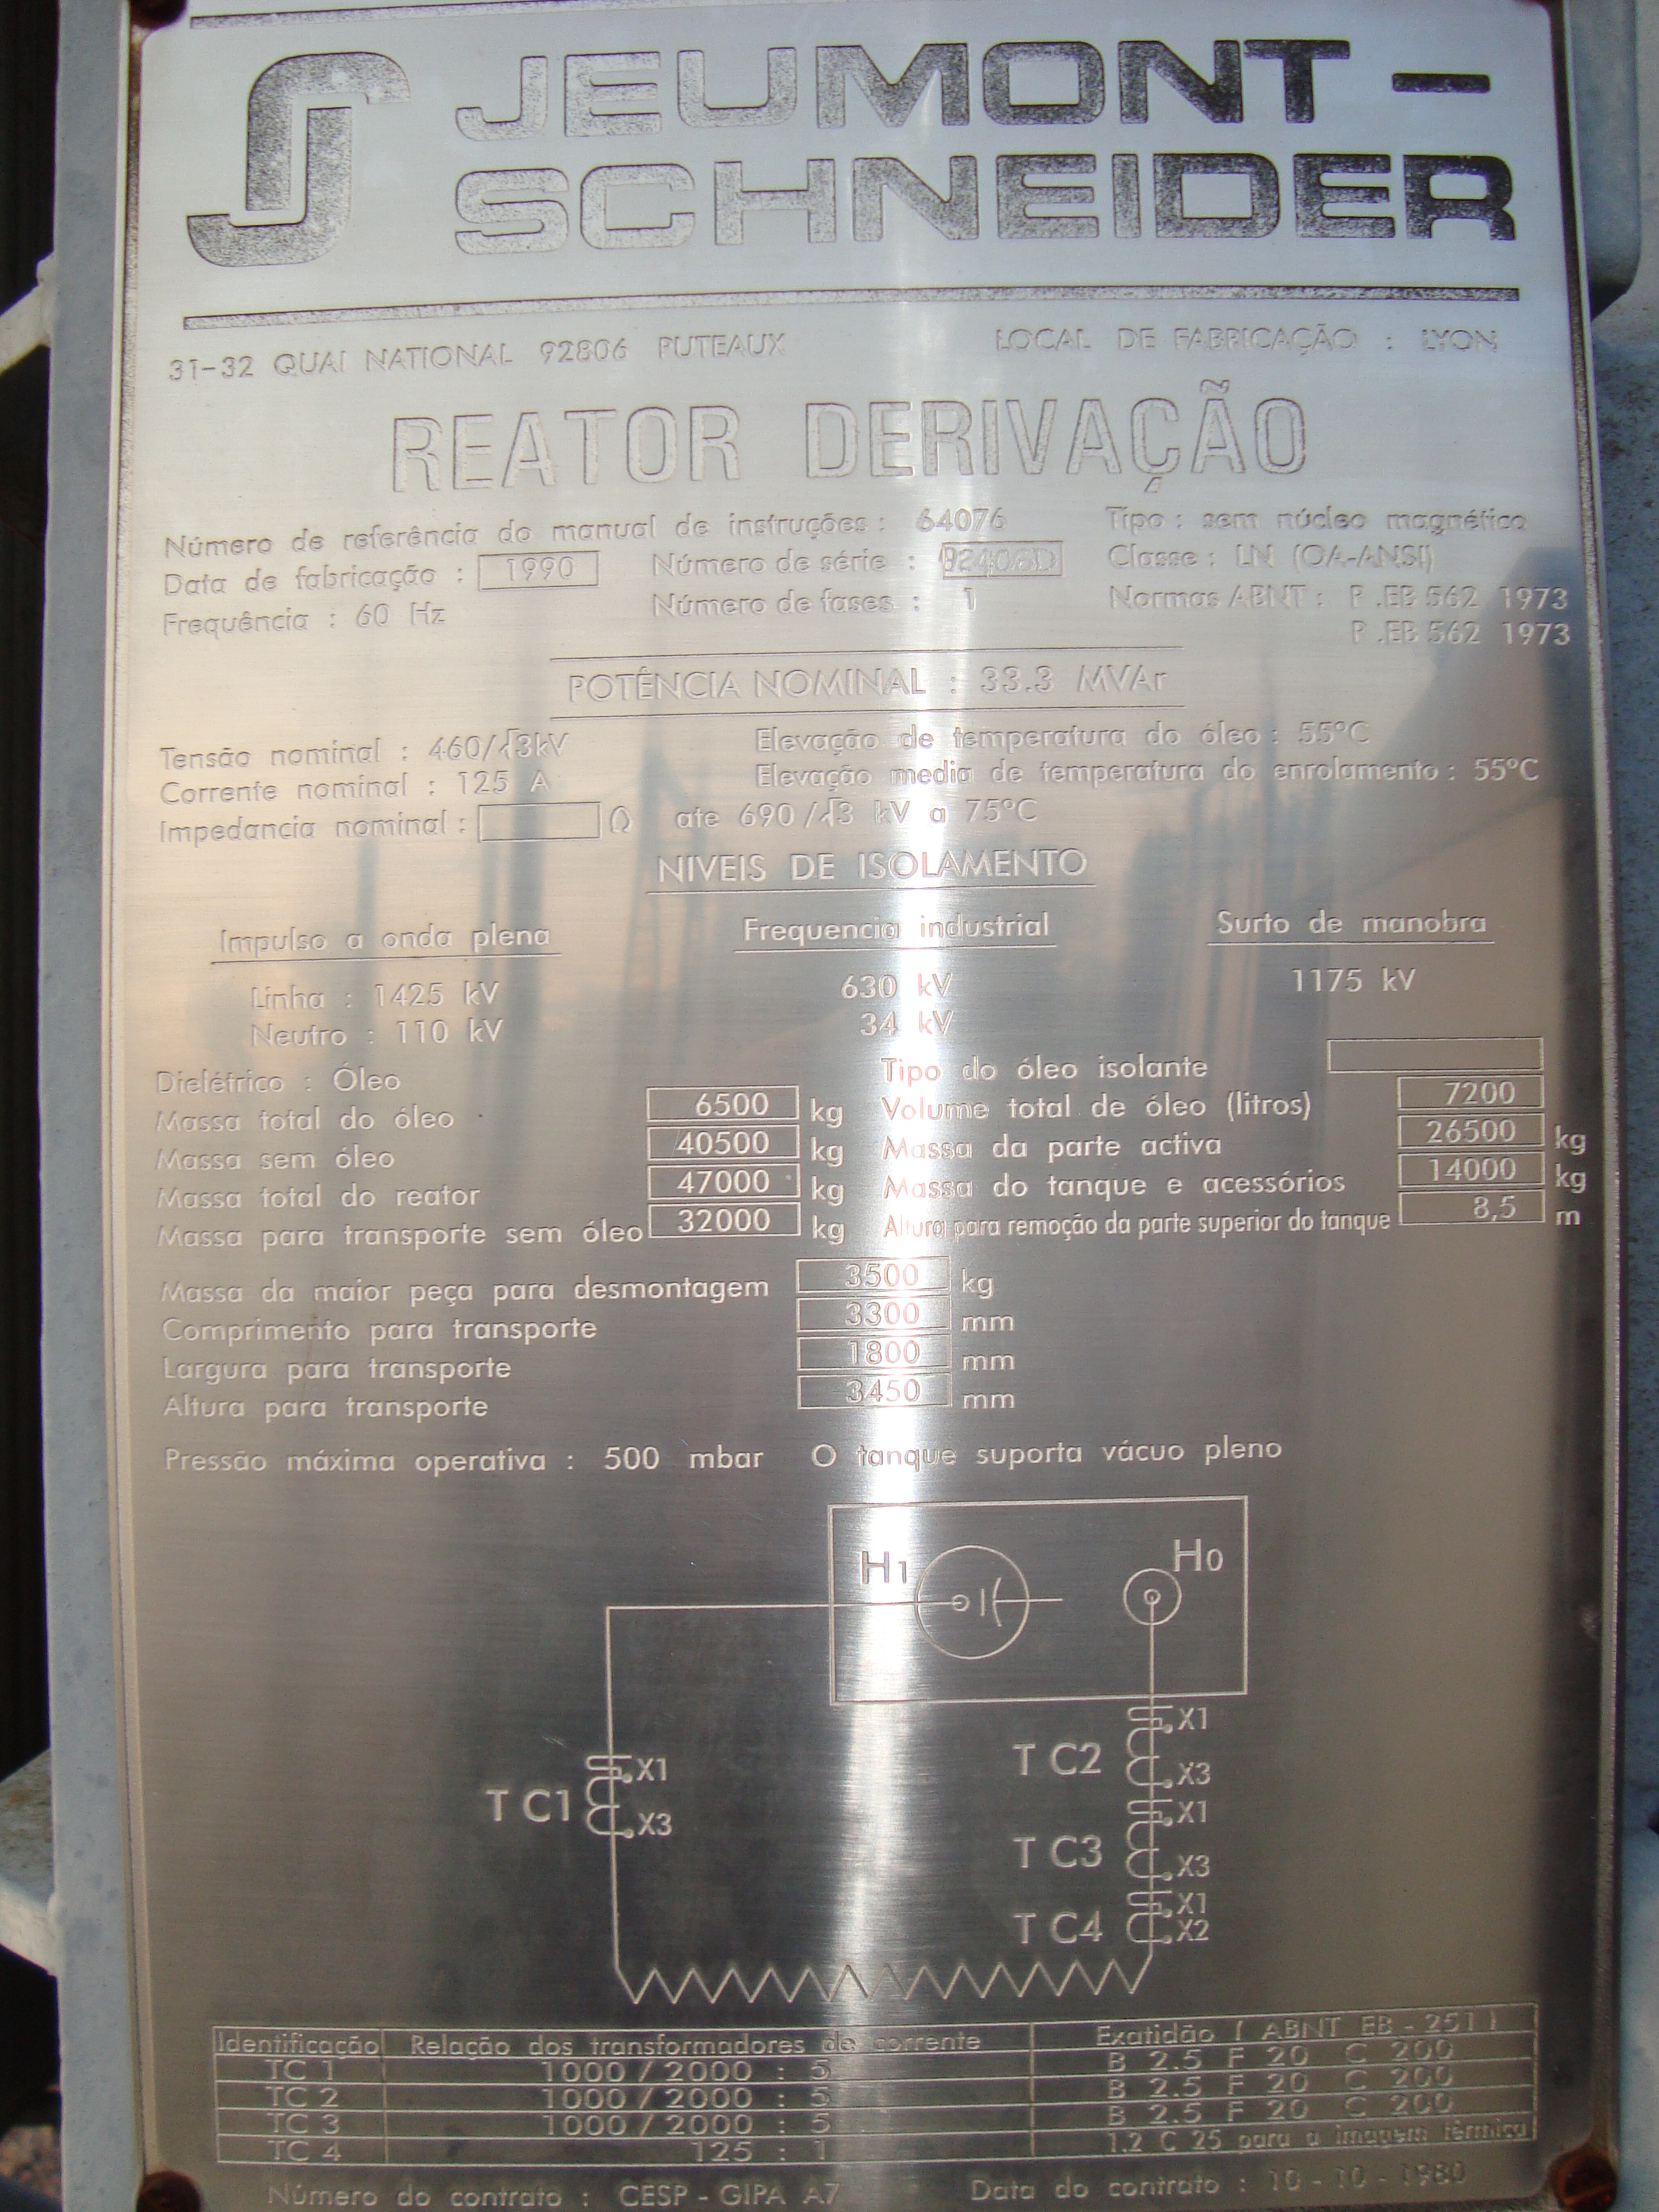 JEUMONT-
SCHNEIDER
31-32 QUAI NATIONAL 92806 PUTEAUX LOCAL DE FABRICAÇÃO : LYON
REATOR DERIVAÇÃO
Número de referência do manual de instruções : 64076 Tipo : sem núcleo magnético
Data de fabricação : 1990 Número de série : Classe : LN (OA-ANSI)
Frequência : 60 Hz Número de fases : 1 Normas ABNT : P .EB 562 1973
P .EB 562 1973
POTÊNCIA NOMINAL : 33.3 MVAr
Tensão nominal : 460/√3kV Elevação de temperatura do óleo : 55°C
Corrente nominal : 125 A Elevação media de temperatura do enrolamento : 55°C
Impedancia nominal : Ω ate 690/√3 kV a 75°C
NIVEIS DE ISOLAMENTO
Impulso a onda plena Frequencia industrial Surto de manobra
Linha : 1425 kV 630 kV 1175 kV
Neutro : 110 kV 34 kV
Dielétrico : Óleo Tipo do óleo isolante
Massa total do óleo 6500 kg Volume total de óleo (litros) 7200
Massa sem óleo 40500 kg Massa da parte activa 26500 kg
Massa total do reator 47000 kg Massa do tanque e acessórios 14000 kg
Massa para transporte sem óleo 32000 kg Altura para remoção da parte superior do tanque 8,5 m
Massa da maior peça para desmontagem 3500 kg
Comprimento para transporte 3300 mm
Largura para transporte 1800 mm
Altura para transporte 3450 mm
Pressão máxima operativa : 500 mbar O tanque suporta vácuo pleno
H1 H0
X1
TC2
X3
TC1 X1
X3
X1
TC3
X3
X1
TC4
X2
Identificação Relação dos transformadores de corrente Exatidão ( ABNT EB - 251 )
TC 1 1000 / 2000 : 5 B 2.5 F 20 C 200
TC 2 1000 / 2000 : 5 B 2.5 F 20 C 200
TC 3 1000 / 2000 : 5 B 2.5 F 20 C 200
TC 4 125 : 1 1.2 C 25 para a imagem térmica
Número do contrato : CESP - GIPA A7 Data do contrato : 10 - 10 - 1980